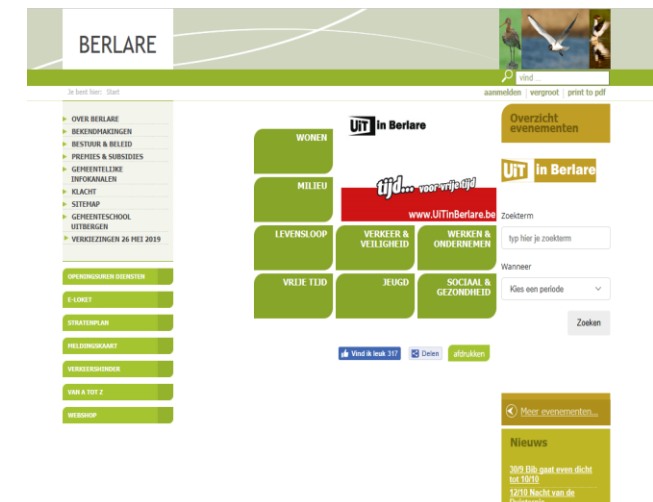 BERLARE
vind ...
Je bent hier: Start
aanmelden | vergroot | print to pdf
OVER BERLARE
BEKENDMAKINGEN
BESTUUR & BELEID
PREMIES & SUBSIDIES
GEMEENTELIJKE
INFOKANALEN
KLACHT
SITEMAP
GEMEENTESCHOOL
UITBERGEN
VERKIEZINGEN 26 MEI 2019
OPENINGSUREN DIENSTEN
E-LOKET
STRATENPLAN
MELDINGSKAART
VERKEERSHINDER
VAN A TOT Z
WEBSHOP
WONEN
UiT in Berlare
MILIEU
tijd... voor vrije tijd
www.UiTinBerlare.be
LEVENSLOOP
VERKEER &
VEILIGHEID
WERKEN &
ONDERNEMEN
VRIJE TIJD
JEUGD
SOCIAAL &
GEZONDHEID
Vind ik leuk 317
Delen
afdrukken
Overzicht
evenementen
UiT in Berlare
Zoekterm
typ hier je zoekterm
Wanneer
Kies een periode
Zoeken
Meer evenementen...
Nieuws
30/9 Bib gaat even dicht
tot 10/10
12/10 Nacht van de